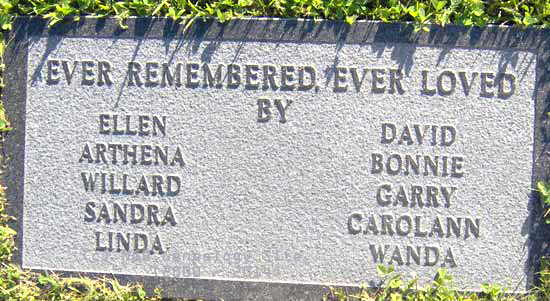 EVER REMEMBERED, EVER LOVED
BY
ELLEN
ARTHENA
WILLARD
SANDRA
LINDA
DAVID
BONNIE
GARRY
CAROLANN
WANDA